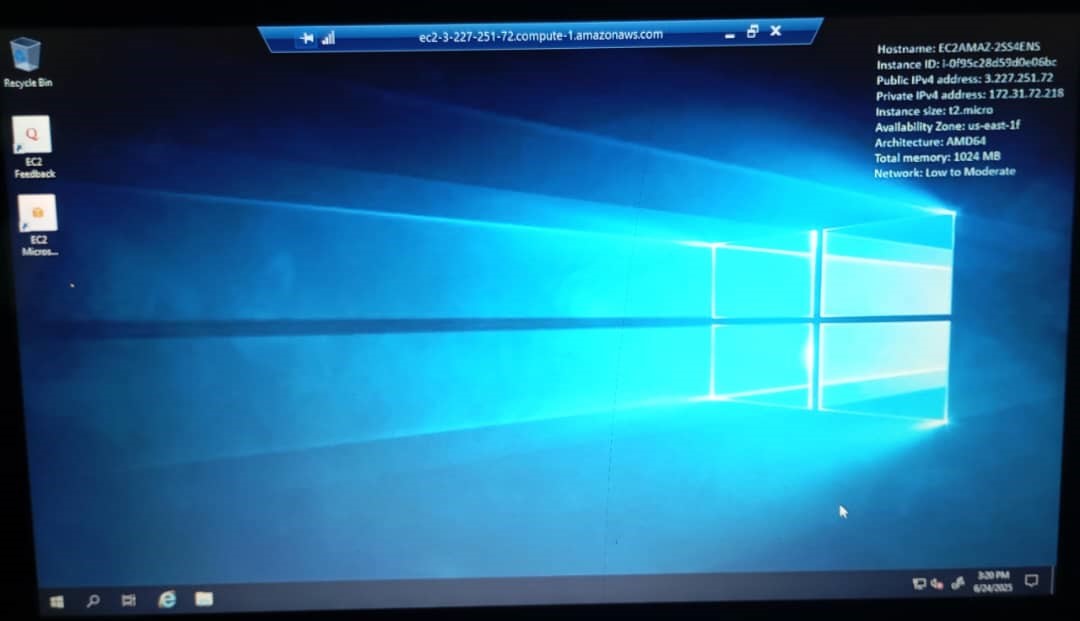 ec2-3-227-251-72.compute-1.amazonaws.com
Recycle Bin
Q
EC2
Feedback
EC2
Micros...
Hostname: EC2AMAZ-2SS4ENS
Instance ID: i-0f95c28d59d0e06bc
Public IPv4 address: 3.227.251.72
Private IPv4 address: 172.31.72.218
Instance size: t2.micro
Availability Zone: us-east-1f
Architecture: AMD64
Total memory: 1024 MB
Network: Low to Moderate
3:20 PM
6/24/2025